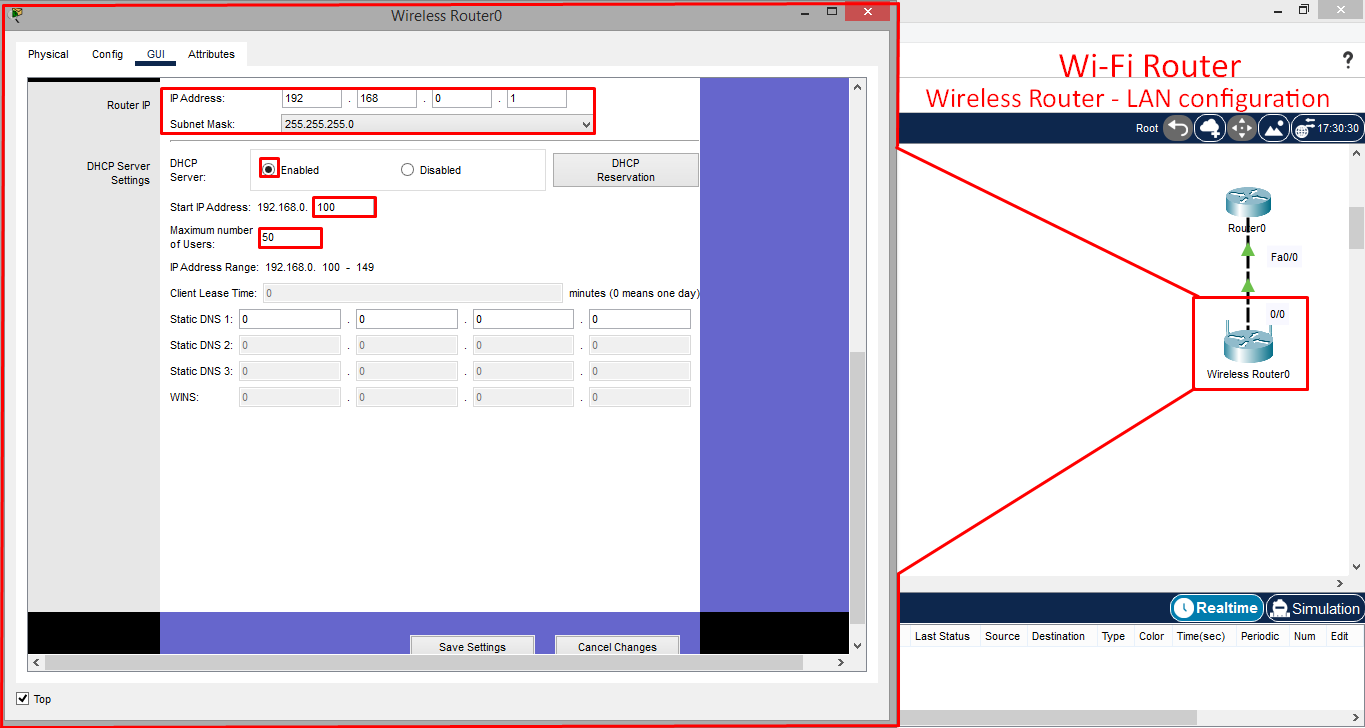 Wireless Router0
Physical Config GUI Attributes
Router IP
IP Address: 192 . 168 . 0 . 1
Subnet Mask: 255.255.255.0
DHCP Server Settings
DHCP Server: Enabled Disabled
DHCP Reservation
Start IP Address: 192.168.0. 100
Maximum number of Users: 50
IP Address Range: 192.168.0. 100 - 149
Client Lease Time: 0 minutes (0 means one day)
Static DNS 1: 0 . 0 . 0 . 0
Static DNS 2: 0 . 0 . 0 . 0
Static DNS 3: 0 . 0 . 0 . 0
WINS: 0 . 0 . 0 . 0
Save Settings Cancel Changes
Top
?
Wi-Fi Router
Wireless Router - LAN configuration
Root 17:30:30
Router0
Fa0/0
0/0
Wireless Router0
Realtime Simulation
Last Status Source Destination Type Color Time(sec) Periodic Num Edit